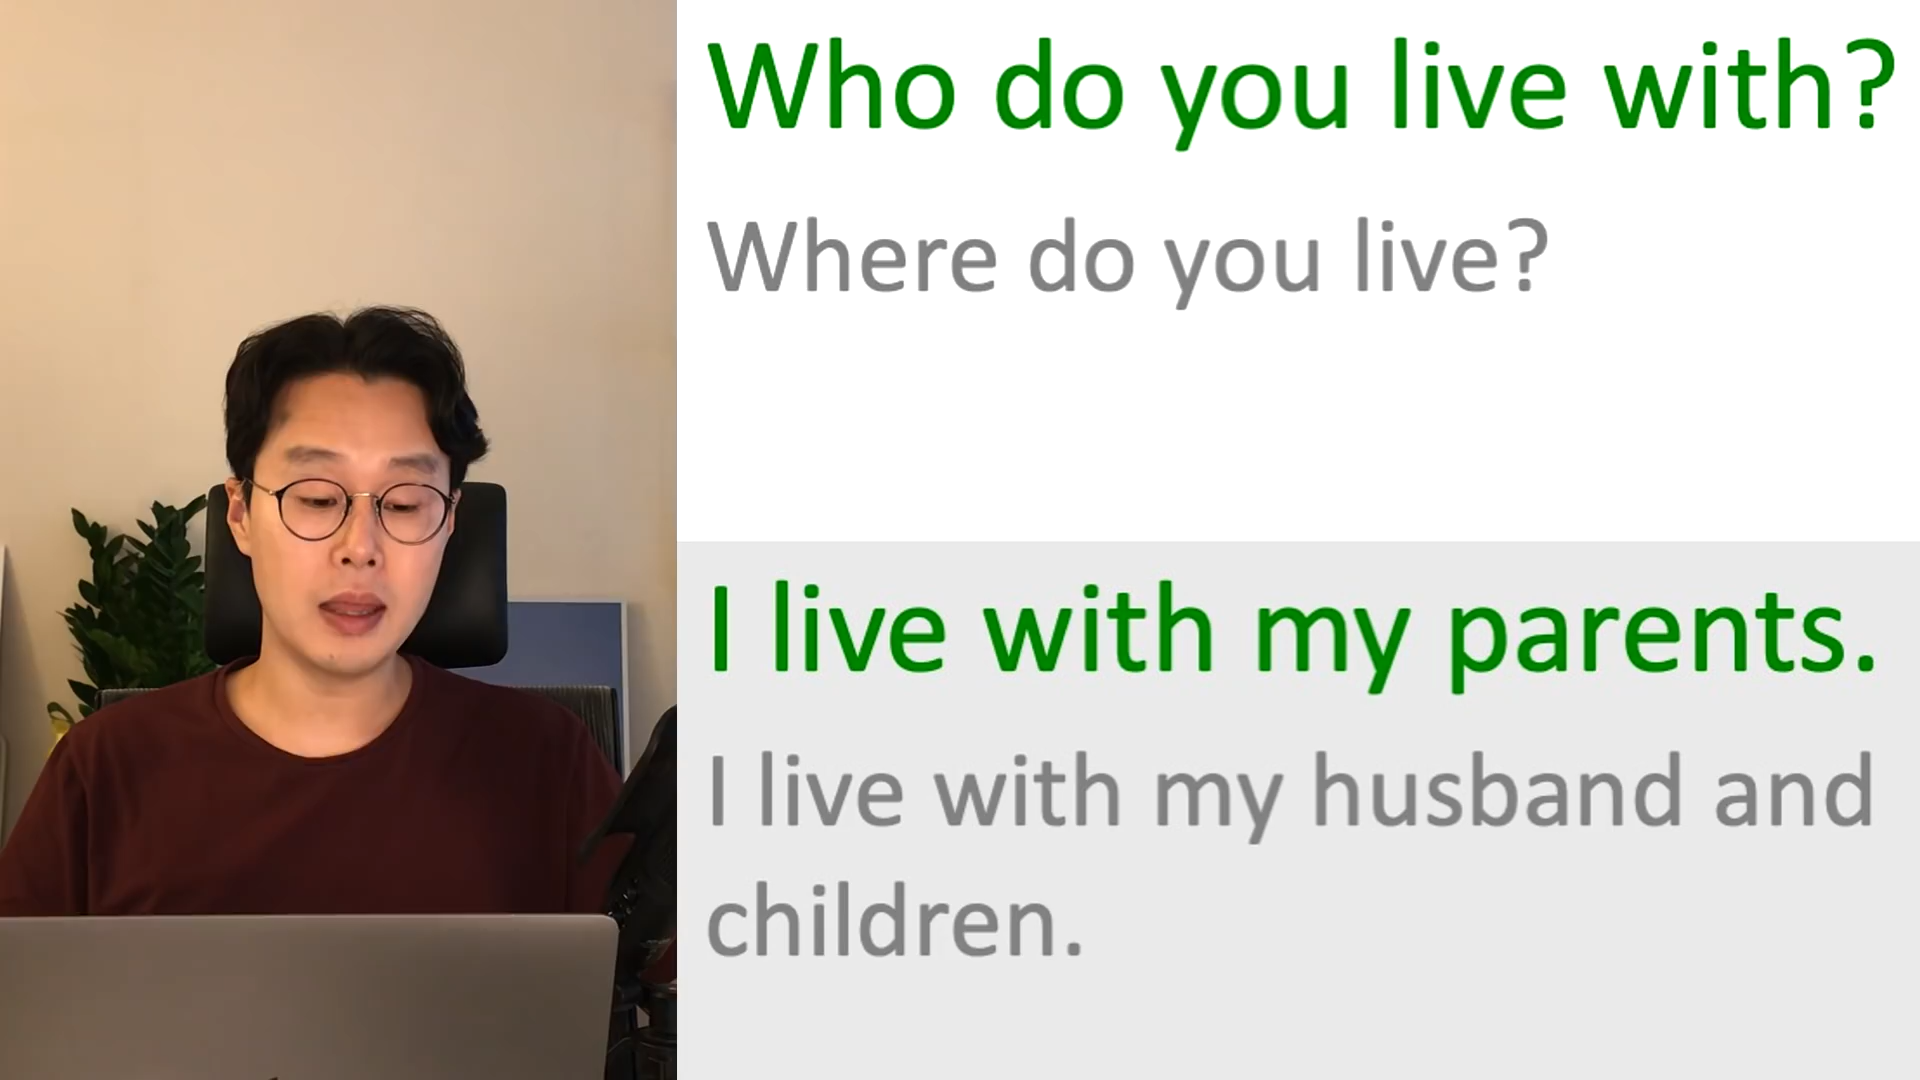 Who do you live with?
Where do you live?
I live with my parents.
I live with my husband and
children.